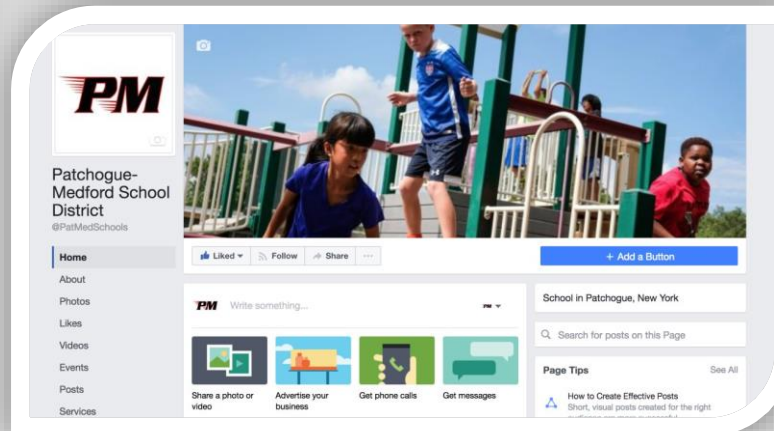 PM
Patchogue-
Medford School
District
@PatMedSchools
Home
About
Photos
Likes
Videos
Events
Posts
Services
Liked
Follow
Share
+ Add a Button
PM
Write something...
PM
Share a photo or
video
Advertise your
business
Get phone calls
Get messages
School in Patchogue, New York
Search for posts on this Page
Page Tips
See All
How to Create Effective Posts
Short, visual posts created for the right